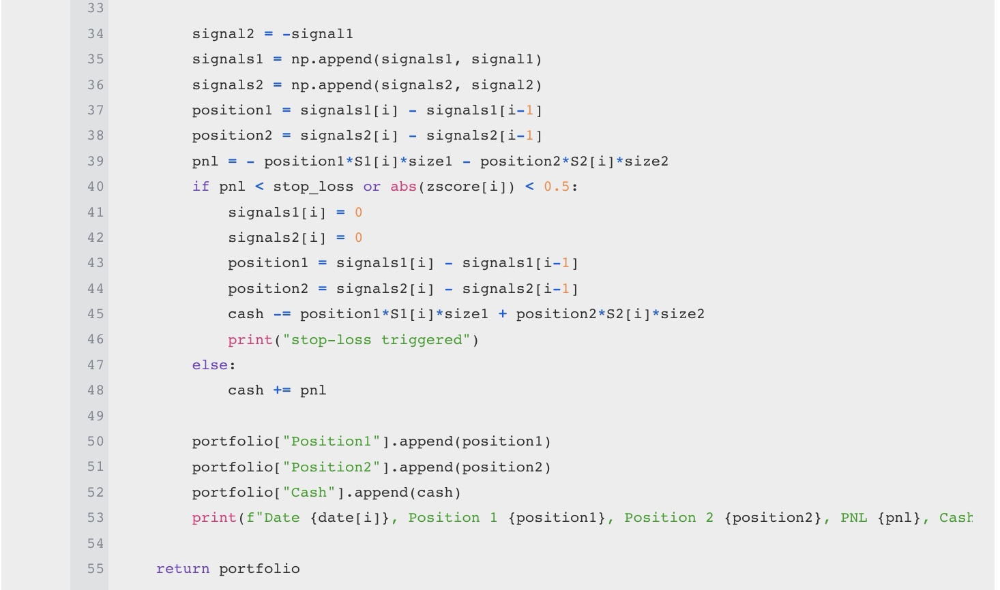 33
34 signal2 = -signal1
35 signals1 = np.append(signals1, signal1)
36 signals2 = np.append(signals2, signal2)
37 position1 = signals1[i] - signals1[i-1]
38 position2 = signals2[i] - signals2[i-1]
39 pnl = - position1*S1[i]*size1 - position2*S2[i]*size2
40 if pnl < stop_loss or abs(zscore[i]) < 0.5:
41 signals1[i] = 0
42 signals2[i] = 0
43 position1 = signals1[i] - signals1[i-1]
44 position2 = signals2[i] - signals2[i-1]
45 cash -= position1*S1[i]*size1 + position2*S2[i]*size2
46 print("stop-loss triggered")
47 else:
48 cash += pnl
49
50 portfolio["Position1"].append(position1)
51 portfolio["Position2"].append(position2)
52 portfolio["Cash"].append(cash)
53 print(f"Date {date[i]}, Position 1 {position1}, Position 2 {position2}, PNL {pnl}, Cash
54
55 return portfolio